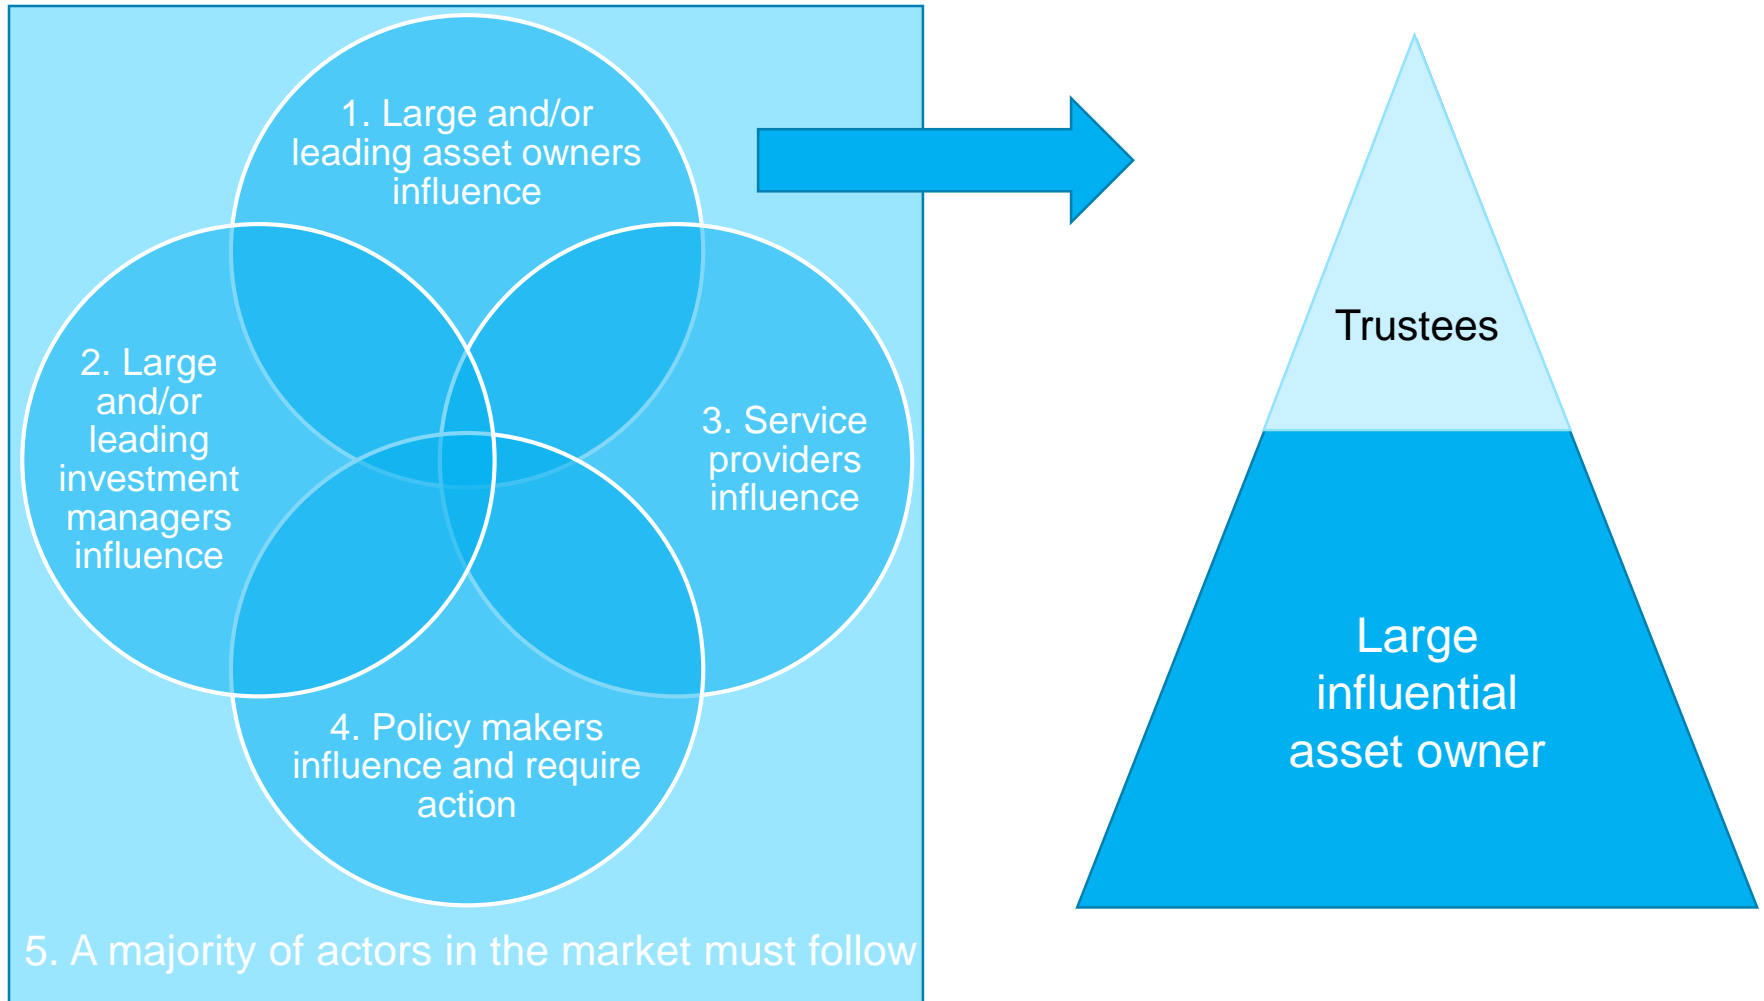 1. Large and/or
leading asset owners
influence
2. Large
and/or
leading
investment
managers
influence
3. Service
providers
influence
4. Policy makers
influence and require
action
5. A majority of actors in the market must follow
Trustees
Large
influential
asset owner